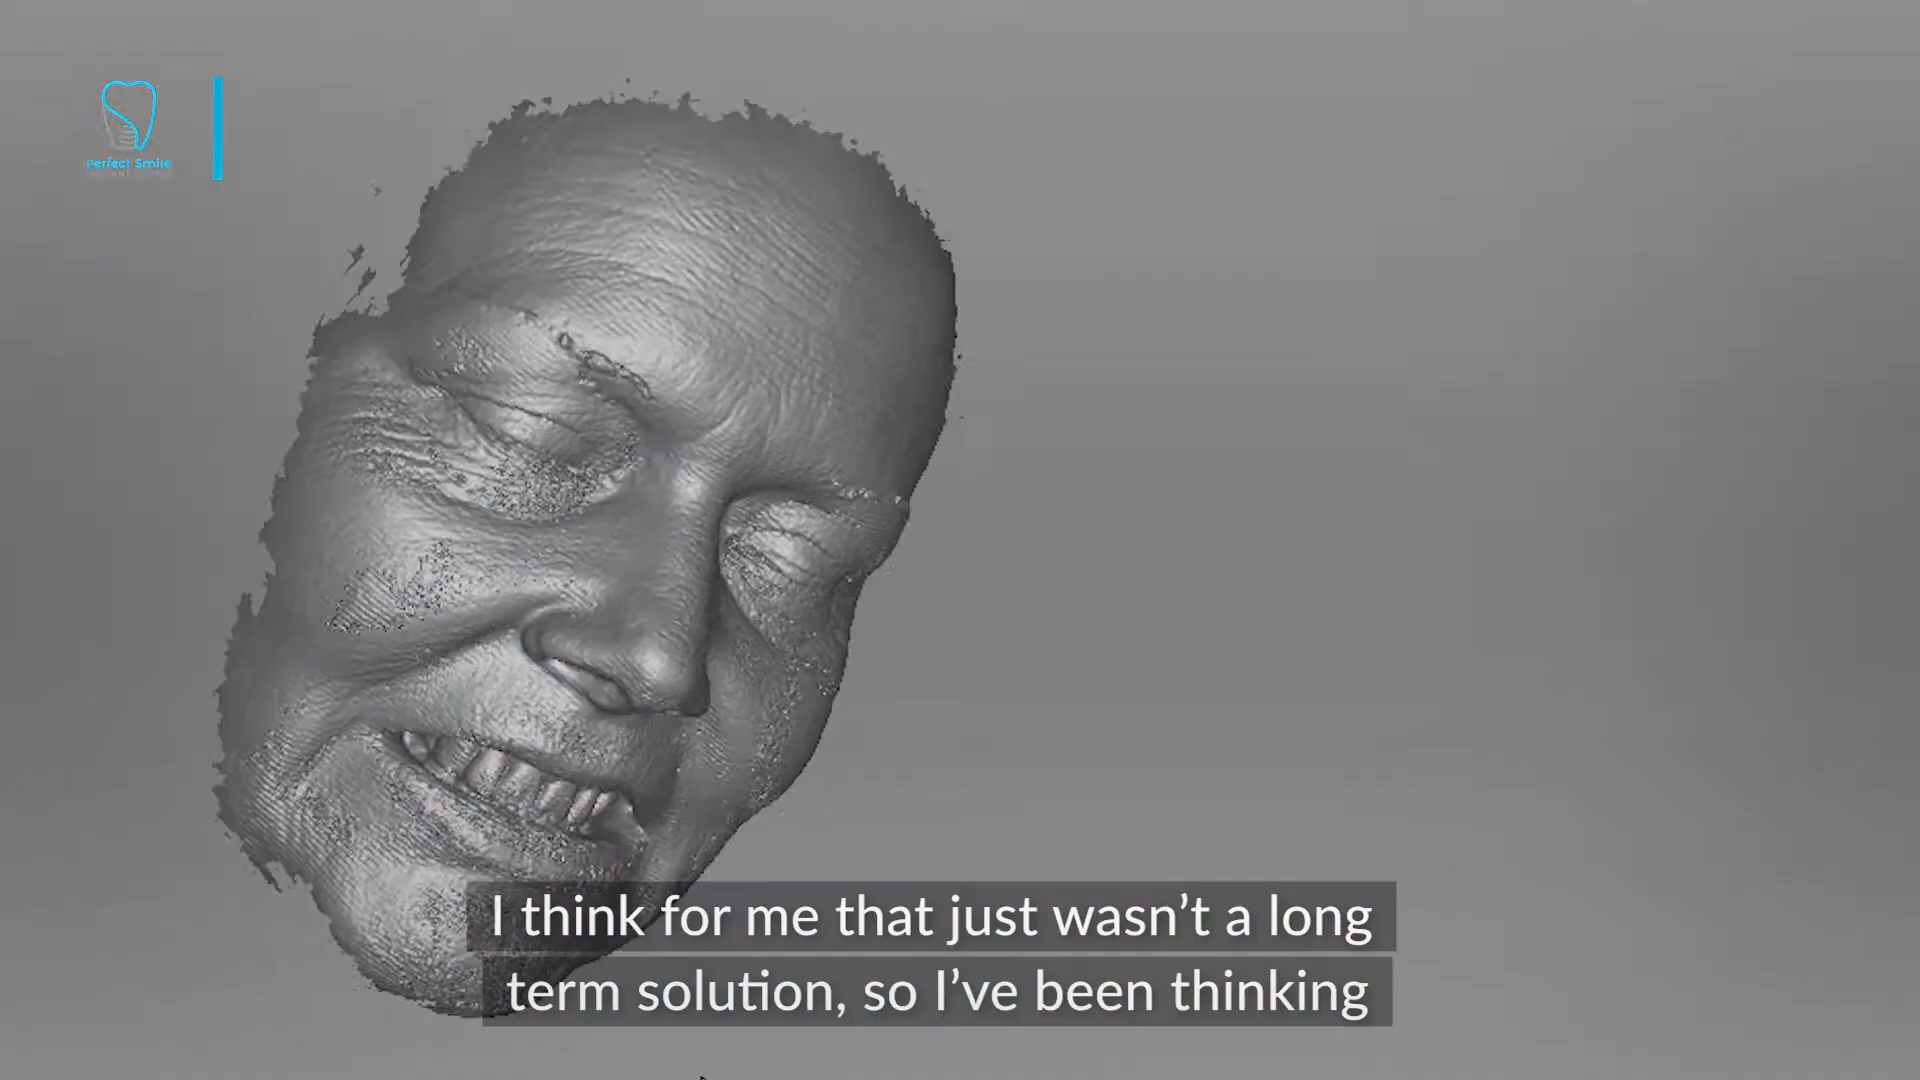 Perfect Smile
I think for me that just wasn’t a long
term solution, so I’ve been thinking